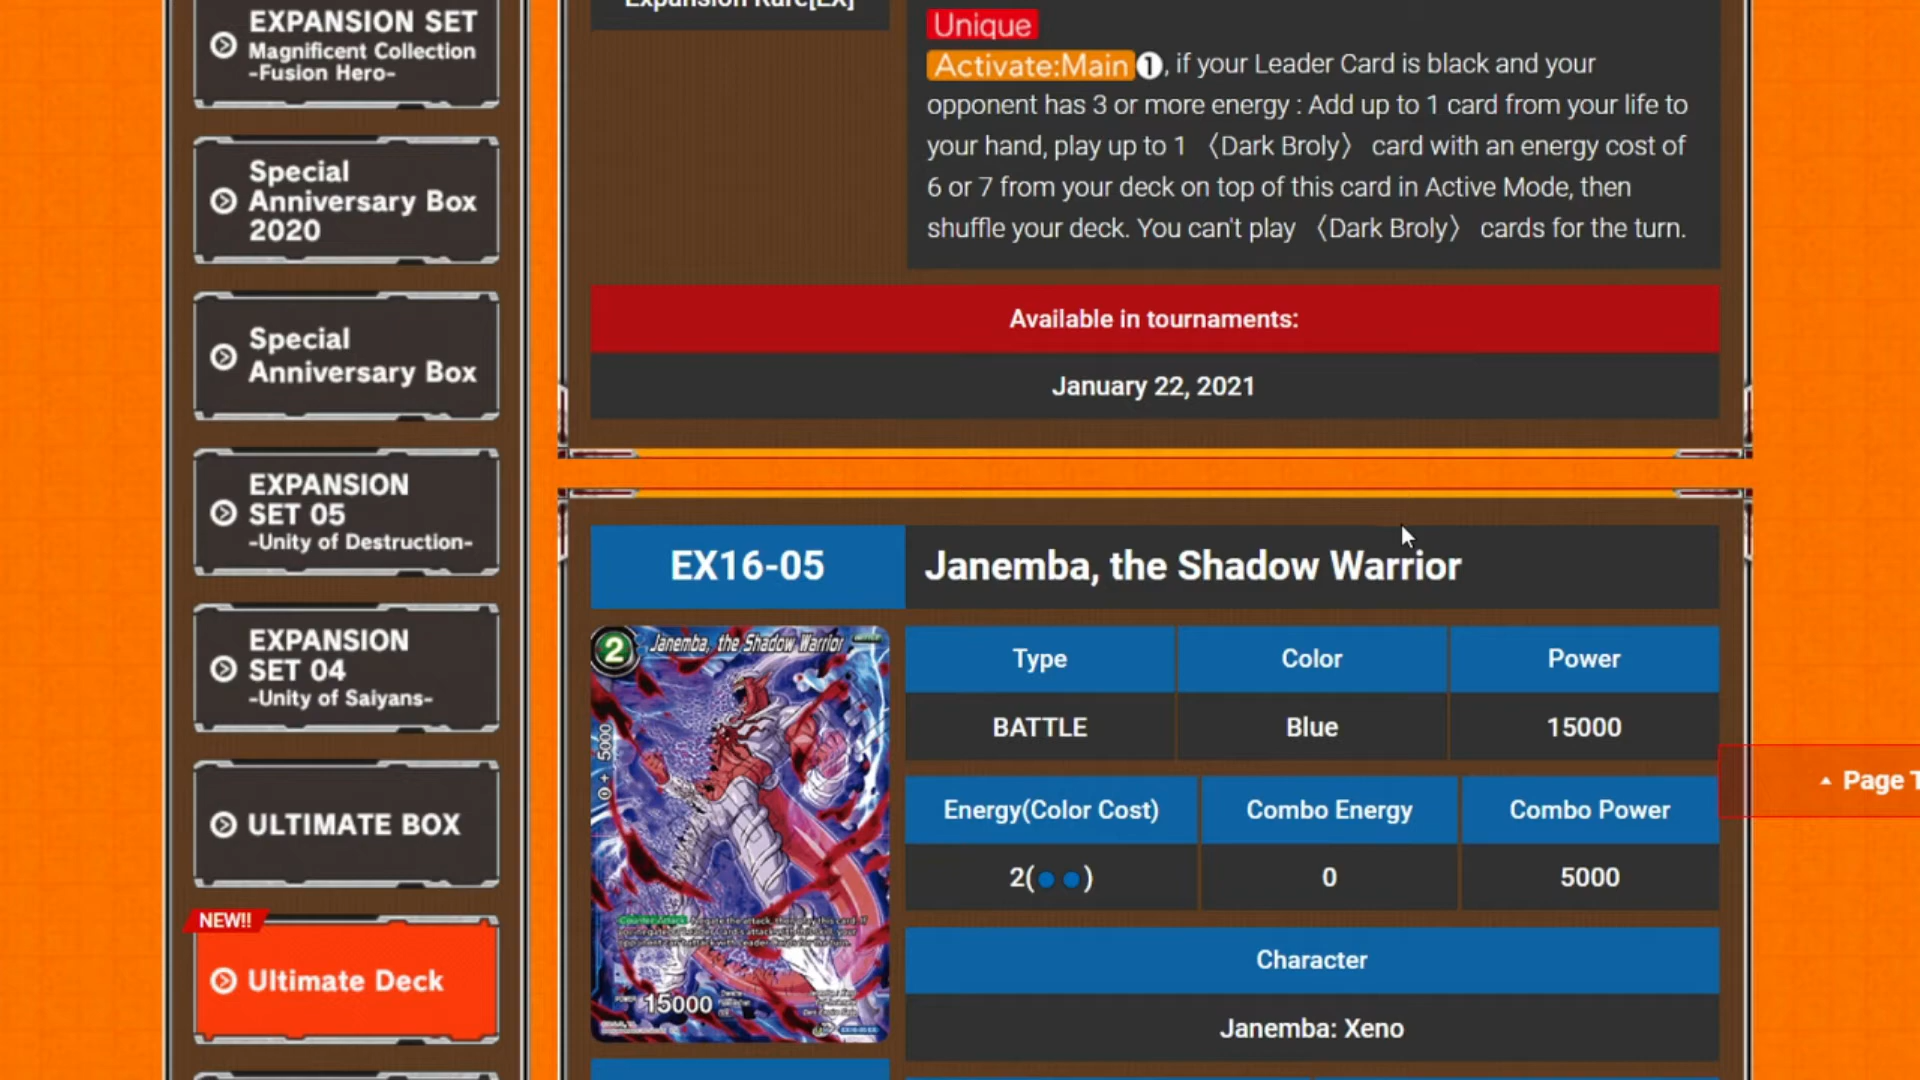 EXPANSION SET
Magnificent Collection
-Fusion Hero-
Special
Anniversary Box
2020
Special
Anniversary Box
EXPANSION
SET 05
-Unity of Destruction-
EXPANSION
SET 04
-Unity of Saiyans-
ULTIMATE BOX
NEW!!
Ultimate Deck
Expansion Rare[EX]
Unique
Activate:Main ❶, if your Leader Card is black and your
opponent has 3 or more energy : Add up to 1 card from your life to
your hand, play up to 1 〈Dark Broly〉 card with an energy cost of
6 or 7 from your deck on top of this card in Active Mode, then
shuffle your deck. You can't play 〈Dark Broly〉 cards for the turn.
Available in tournaments:
January 22, 2021
EX16-05
Janemba, the Shadow Warrior
2
Janemba, the Shadow Warrior
0 + 5000
15000
Type
Color
Power
BATTLE
Blue
15000
Energy(Color Cost)
Combo Energy
Combo Power
2(●●)
0
5000
Character
Janemba: Xeno
Page